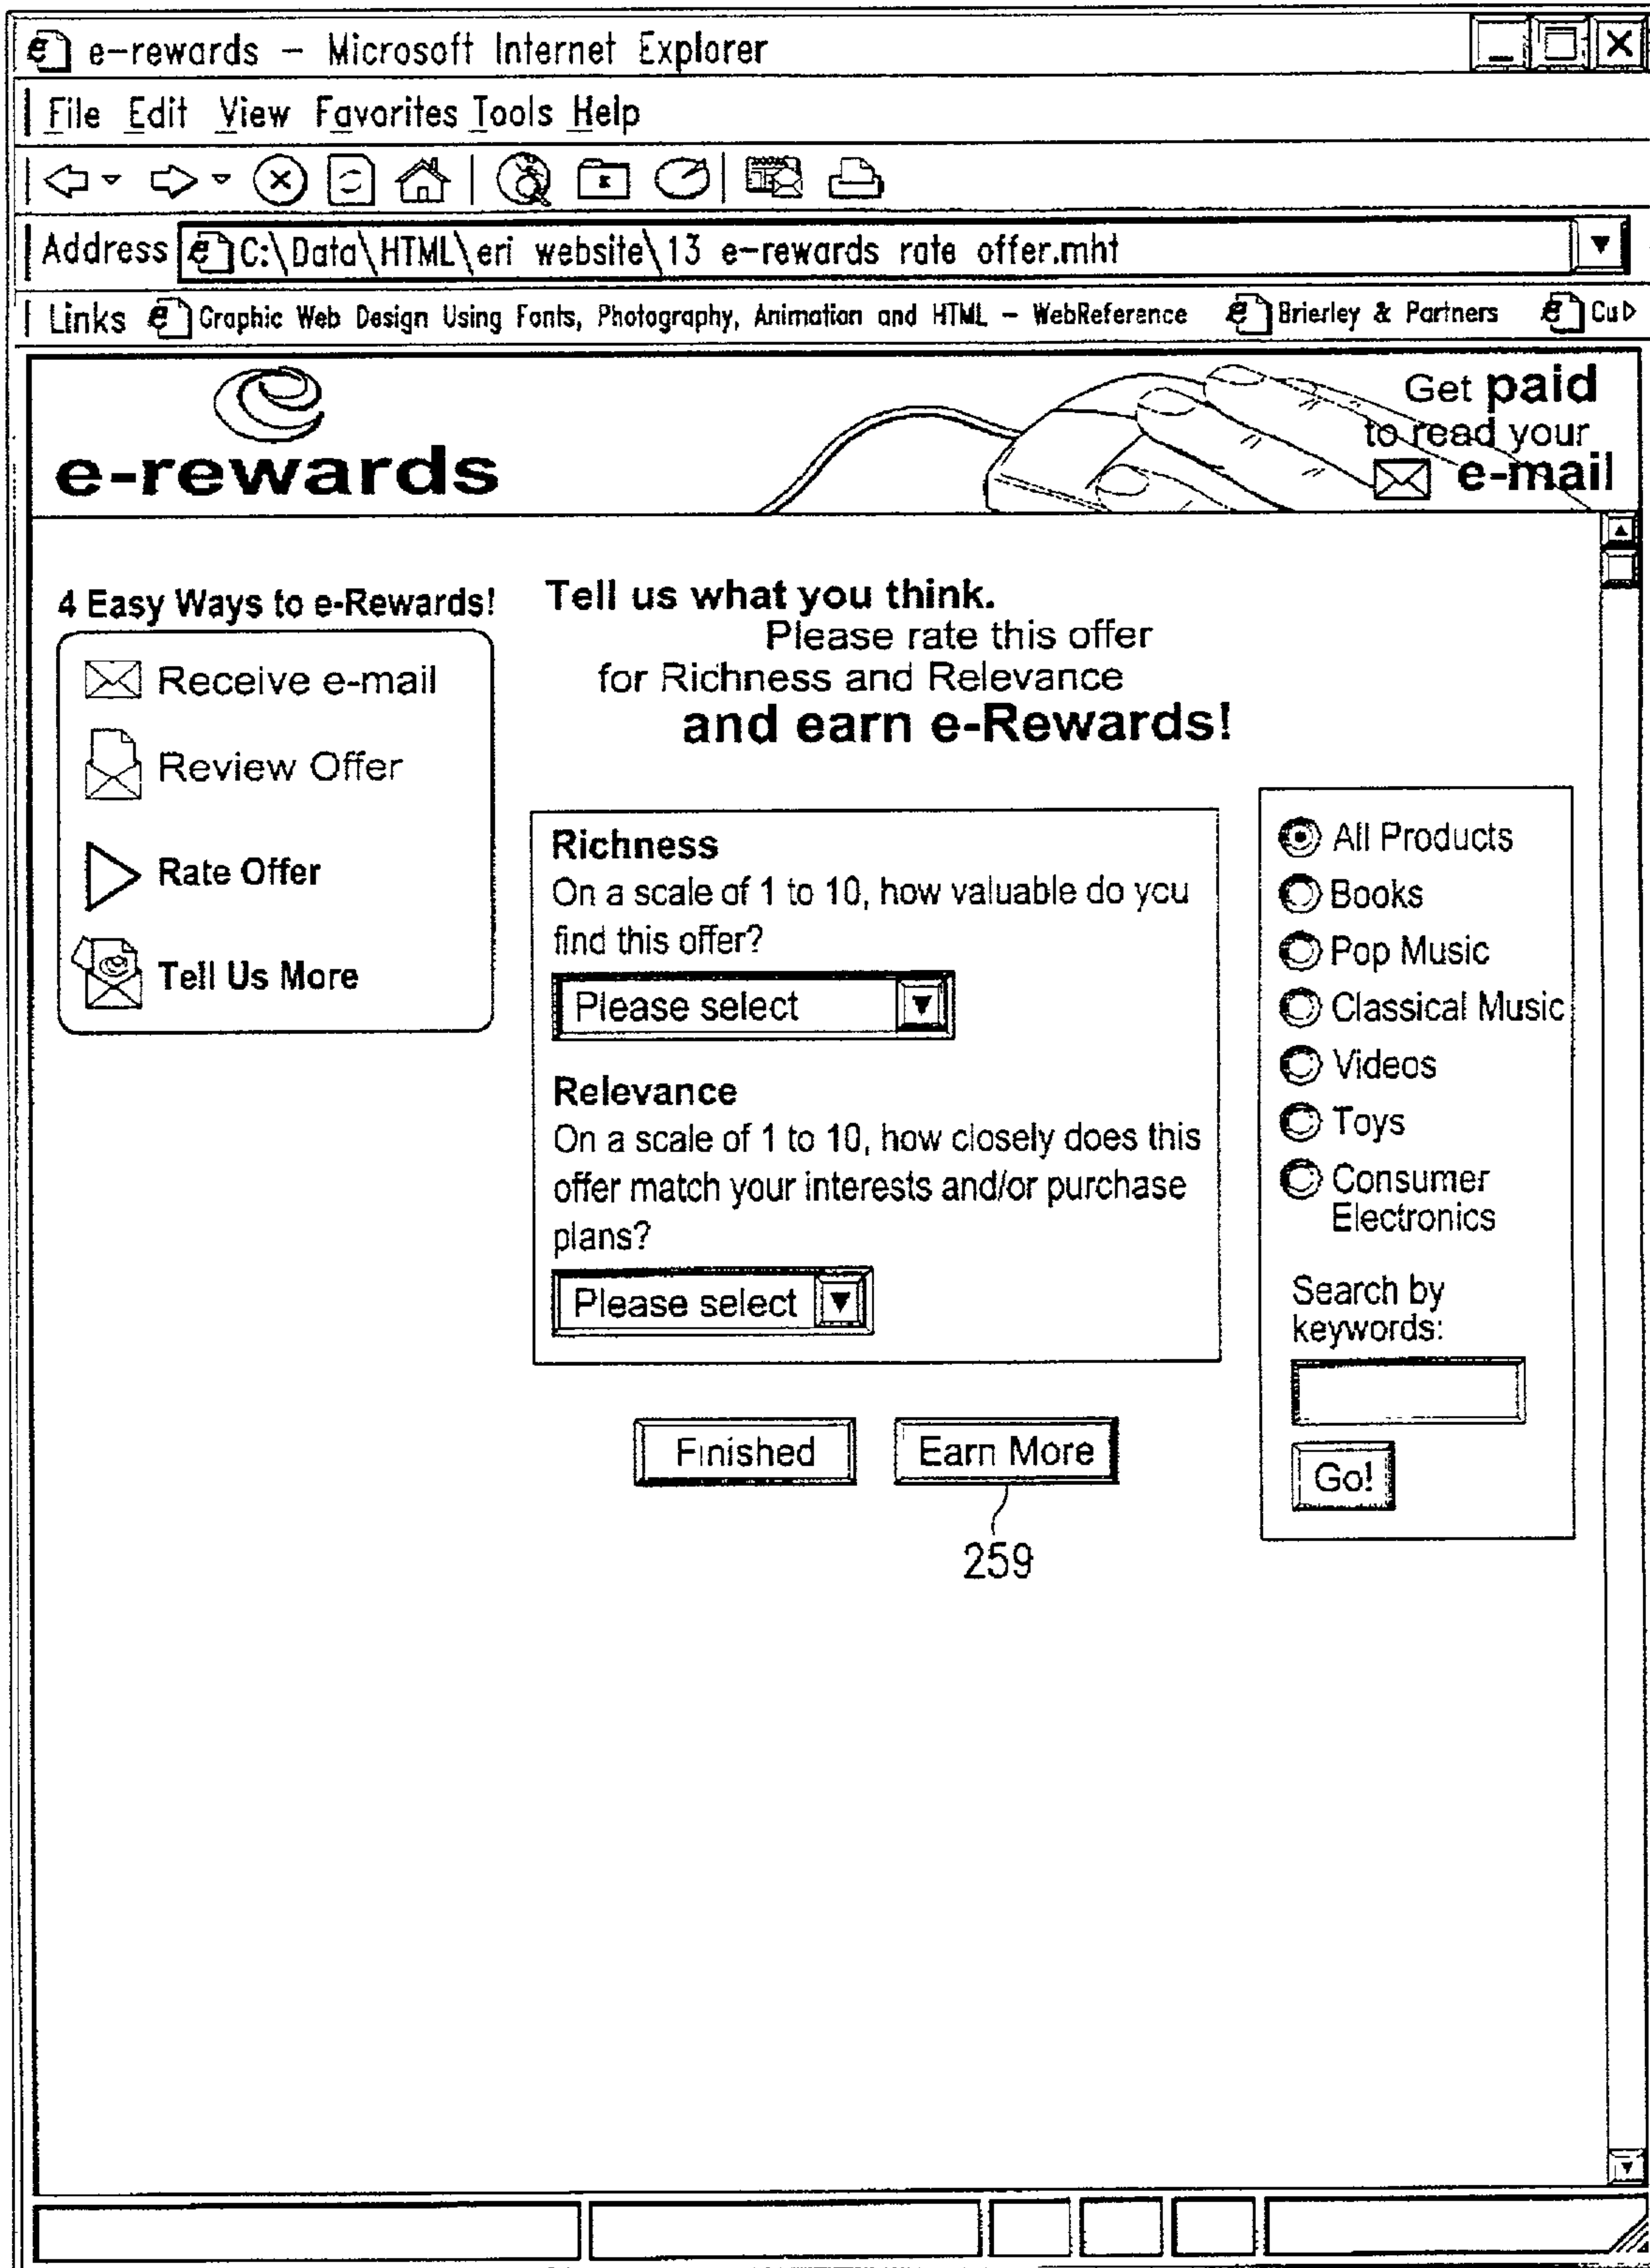 e-rewards – Microsoft Internet Explorer
File Edit View Favorites Tools Help
Address C:\Data\HTML\eri website\13 e-rewards rate offer.mht
Links Graphic Web Design Using Fonts, Photography, Animation and HTML – WebReference Brierley & Partners Cu
e-rewards
Get paid
to read your
e-mail
4 Easy Ways to e-Rewards!
Receive e-mail
Review Offer
Rate Offer
Tell Us More
Tell us what you think.
Please rate this offer
for Richness and Relevance
and earn e-Rewards!
Richness
On a scale of 1 to 10, how valuable do you
find this offer?
Please select
Relevance
On a scale of 1 to 10, how closely does this
offer match your interests and/or purchase
plans?
Please select
Finished Earn More
259
All Products
Books
Pop Music
Classical Music
Videos
Toys
Consumer
Electronics
Search by
keywords:
Go!